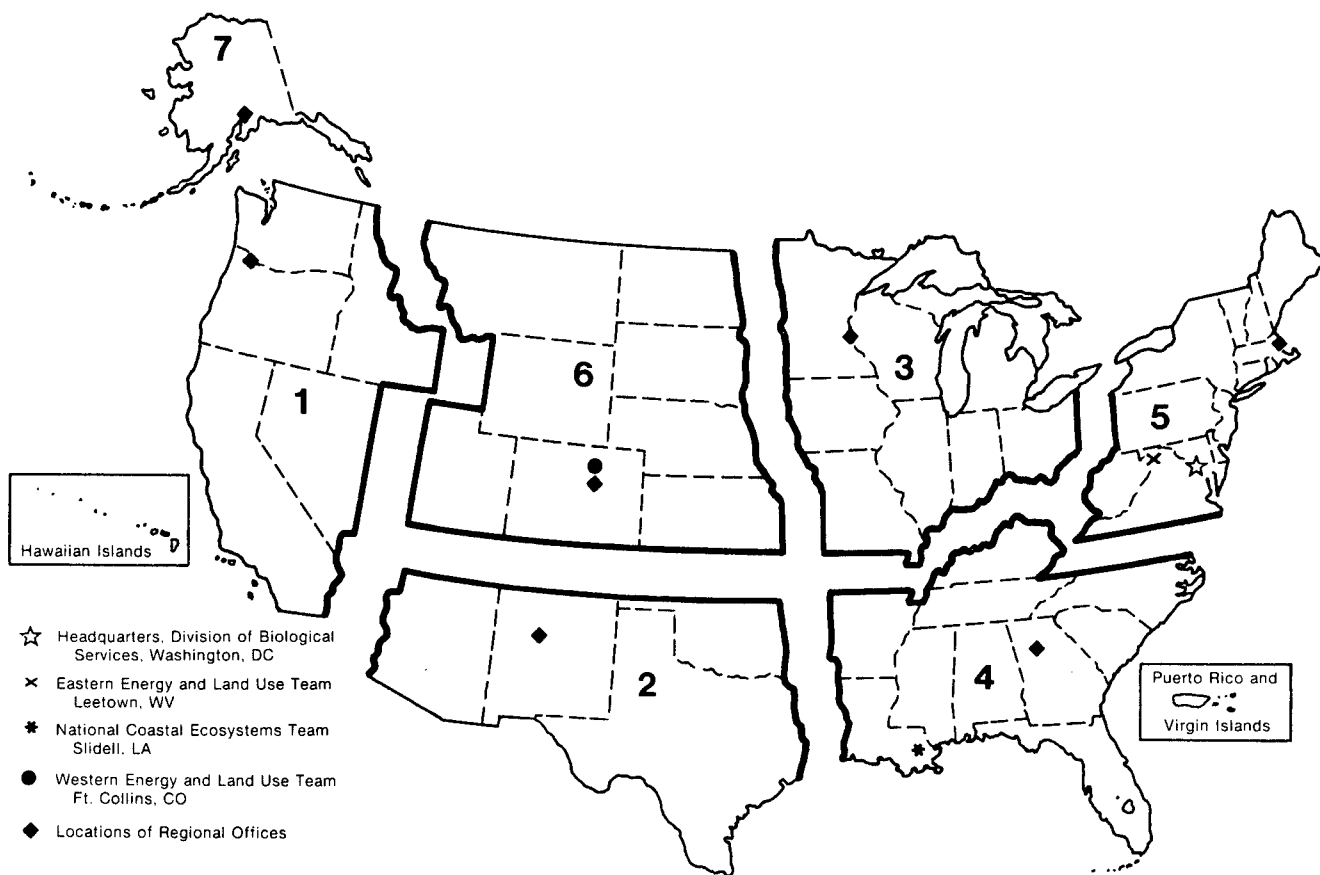 7
6
3
1
5
Hawaiian Islands
☆ Headquarters, Division of Biological
Services, Washington, DC
× Eastern Energy and Land Use Team
Leetown, WV
* National Coastal Ecosystems Team
Slidell, LA
● Western Energy and Land Use Team
Ft. Collins, CO
◆ Locations of Regional Offices
2
4
Puerto Rico and
Virgin Islands